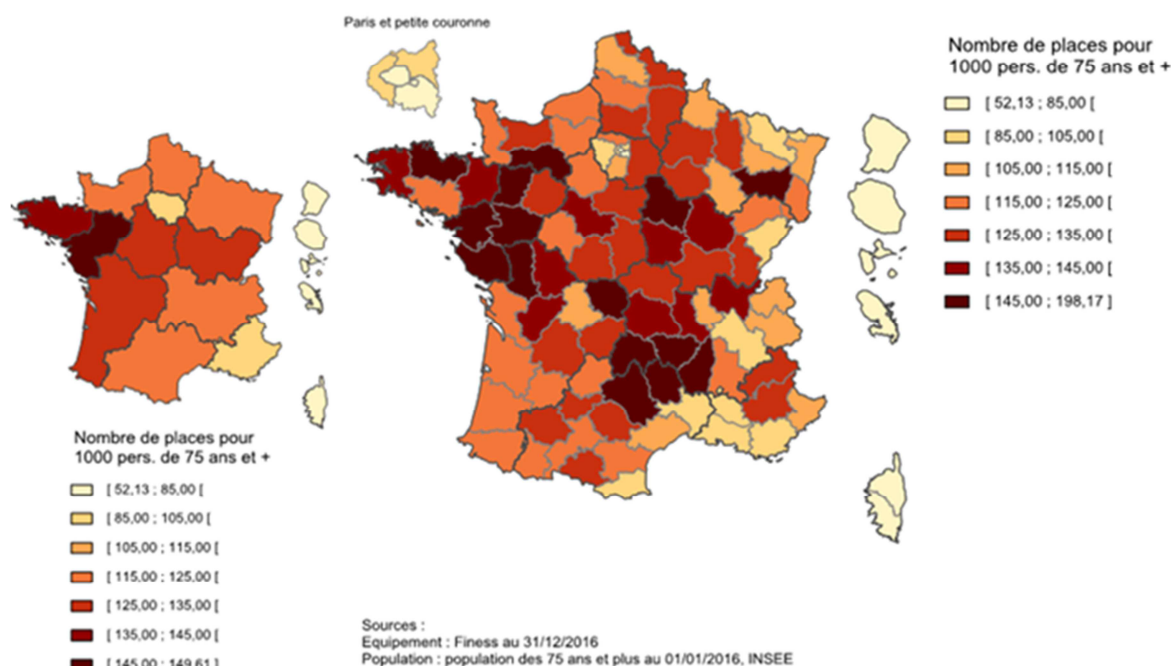 Paris et petite couronne
Nombre de places pour
1000 pers. de 75 ans et +
[ 52,13 ; 85,00 [
[ 85,00 ; 105,00 [
[ 105,00 ; 115,00 [
[ 115,00 ; 125,00 [
[ 125,00 ; 135,00 [
[ 135,00 ; 145,00 [
[ 145,00 ; 198,17 ]
Nombre de places pour
1000 pers. de 75 ans et +
[ 52,13 ; 85,00 [
[ 85,00 ; 105,00 [
[ 105,00 ; 115,00 [
[ 115,00 ; 125,00 [
[ 125,00 ; 135,00 [
[ 135,00 ; 145,00 [
[ 145,00 ; 149,61 ]
Sources :
Equipement : Finess au 31/12/2016
Population : population des 75 ans et plus au 01/01/2016, INSEE